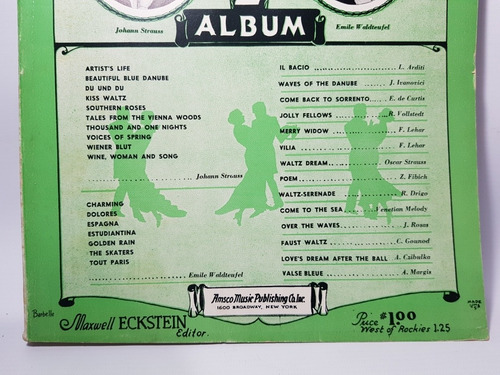 Johann Strauss
Emile Waldteufel
ALBUM
ARTIST'S LIFE
BEAUTIFUL BLUE DANUBE
DU UND DU
KISS WALTZ
SOUTHERN ROSES
TALES FROM THE VIENNA WOODS
THOUSAND AND ONE NIGHTS
VOICES OF SPRING
WIENER BLUT
WINE, WOMAN AND SONG
Johann Strauss
CHARMING
DOLORES
ESPAGNA
ESTUDIANTINA
GOLDEN RAIN
THE SKATERS
TOUT PARIS
Emile Waldteufel
IL BACIO L. Arditi
WAVES OF THE DANUBE J. Ivanovici
COME BACK TO SORRENTO E. de Curtis
JOLLY FELLOWS R. Vollstedt
MERRY WIDOW F. Lehar
VILIA F. Lehar
WALTZ DREAM Oscar Strauss
POEM Z. Fibich
WALTZ-SERENADE R. Drigo
COME TO THE SEA Venetian Melody
OVER THE WAVES J. Rosas
FAUST WALTZ C. Gounod
LOVE'S DREAM AFTER THE BALL A. Czibulka
VALSE BLEUE A. Margis
Amsco Music Publishing Co. Inc.
1600 BROADWAY, NEW YORK
Barbelle
Maxwell ECKSTEIN
Editor.
Price $1.00
West of Rockies 1.25
MADE
USA